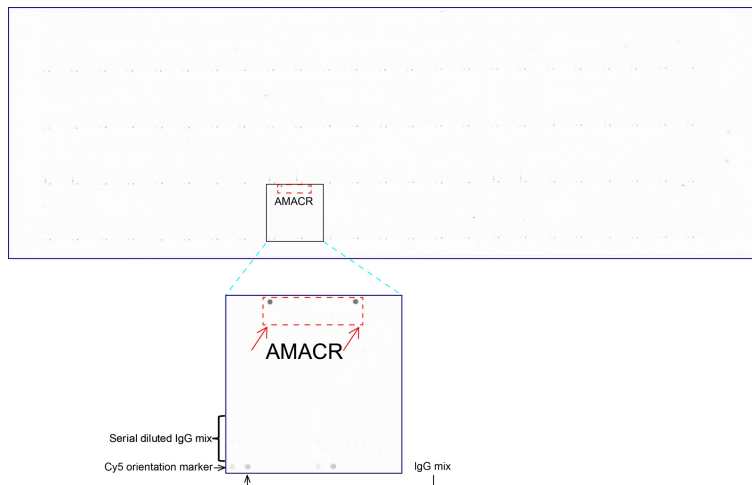 AMACR
AMACR
Serial diluted IgG mix
Cy5 orientation marker
IgG mix